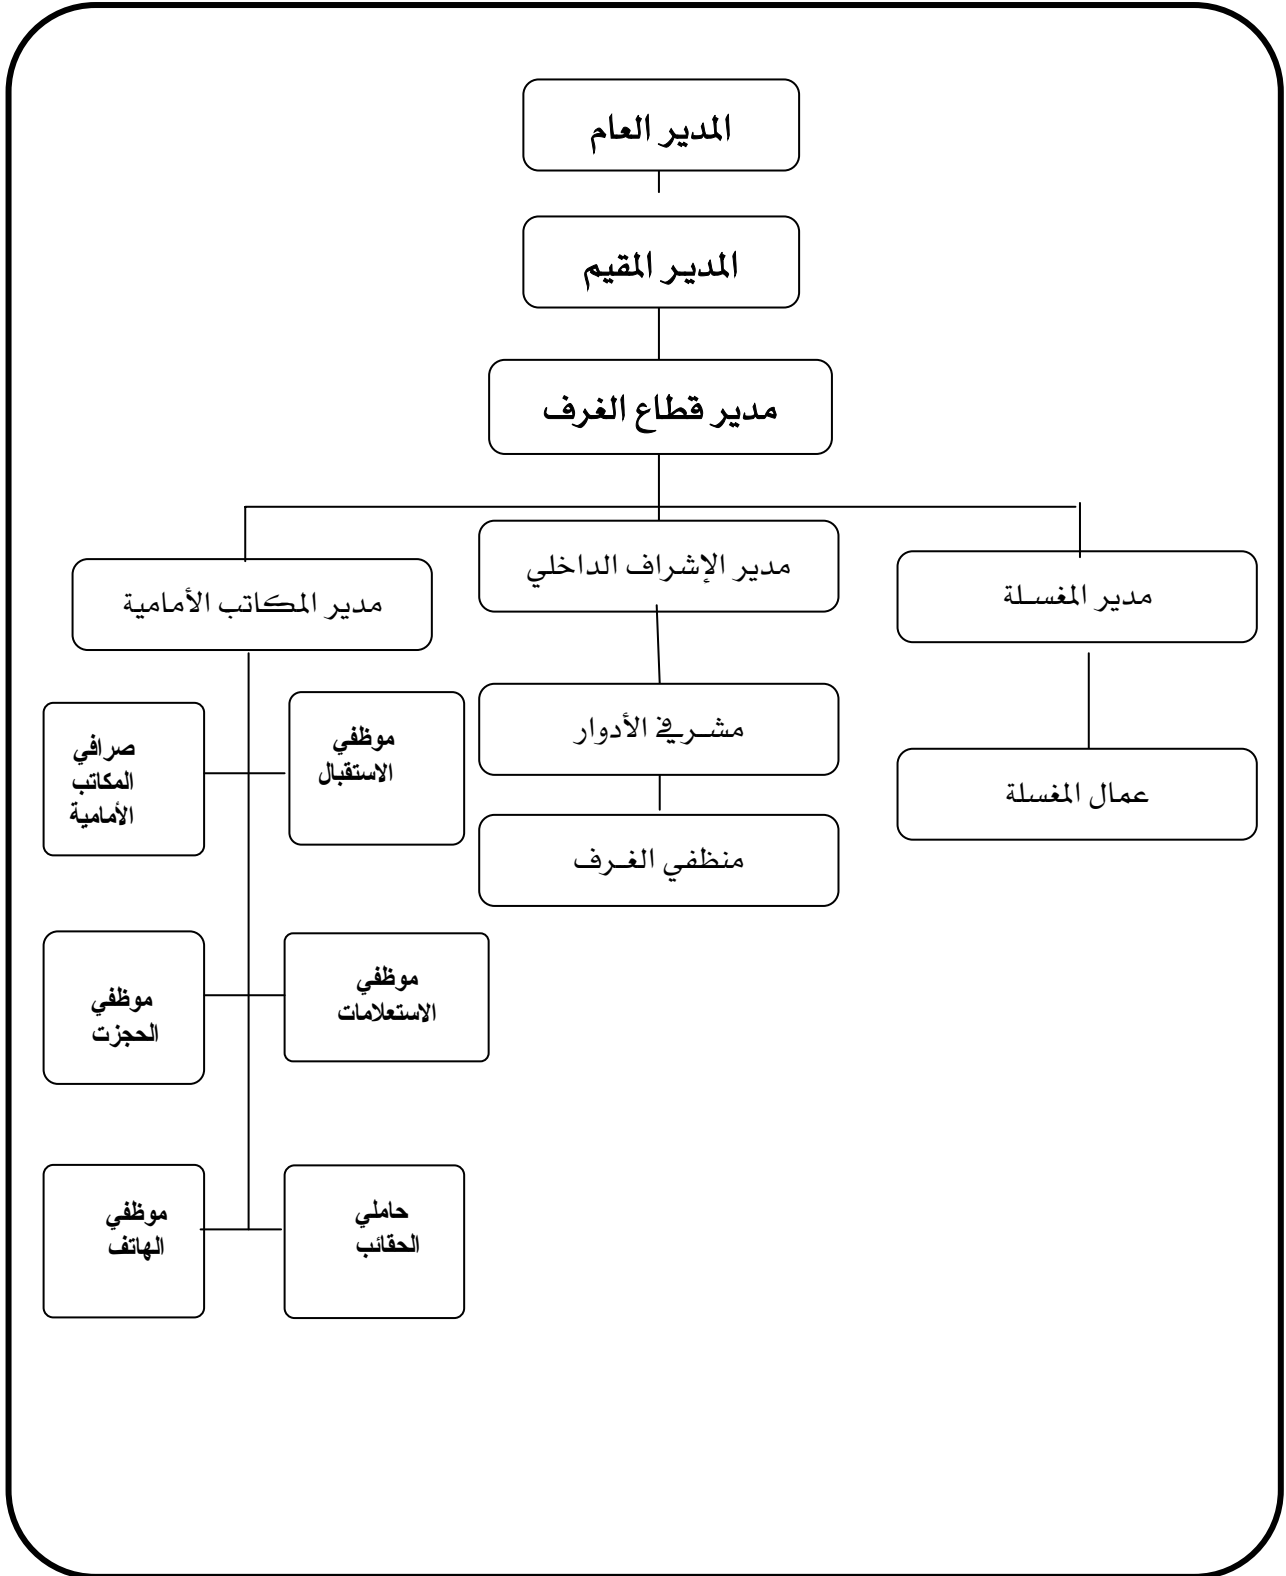 المدير العام
المدير المقيم
مدير قطاع الغرف
مدير المغسلة
مدير الإشراف الداخلي
مدير المكاتب الأمامية
عمال المغسلة
مشرفي الأدوار
منظفي الغرف
موظفي
الاستقبال
صرافي
المكاتب
الأمامية
موظفي
الاستعلامات
موظفي
الحجزت
حاملي
الحقائب
موظفي
الهاتف